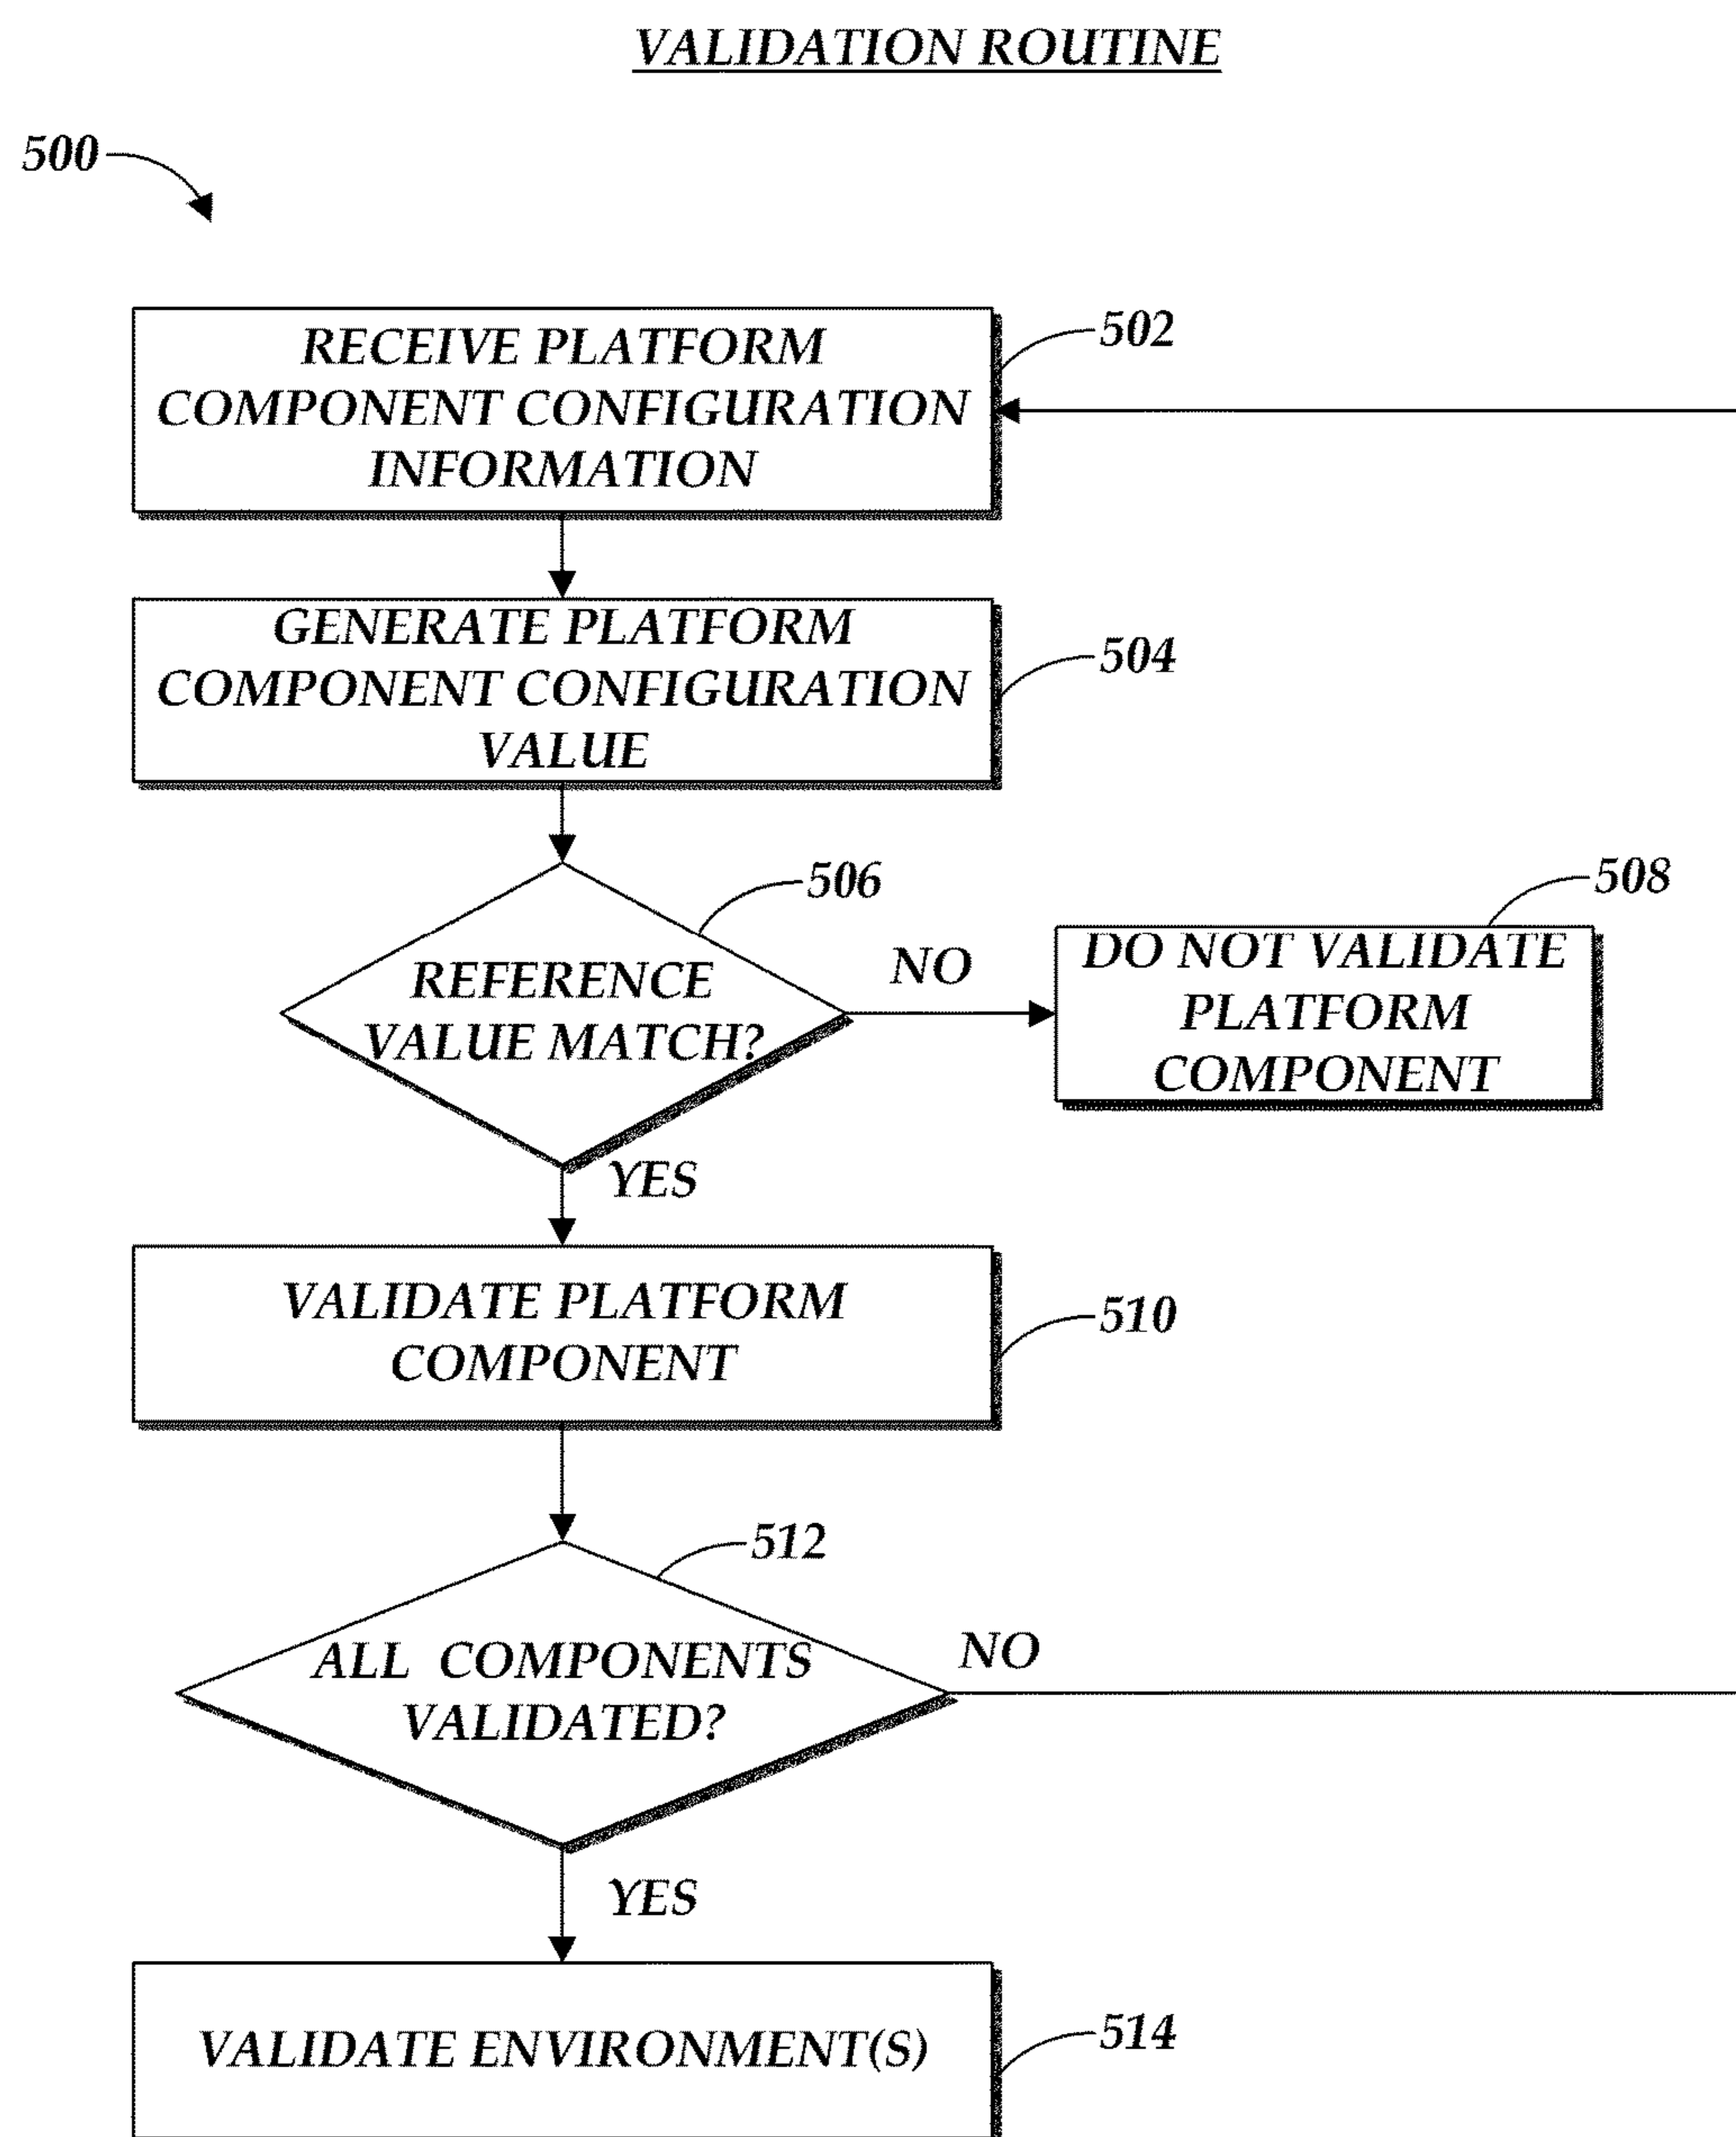 VALIDATION ROUTINE
500
RECEIVE PLATFORM
COMPONENT CONFIGURATION
INFORMATION
502
GENERATE PLATFORM
COMPONENT CONFIGURATION
VALUE
504
506
REFERENCE
VALUE MATCH?
NO
508
DO NOT VALIDATE
PLATFORM
COMPONENT
YES
VALIDATE PLATFORM
COMPONENT
510
512
ALL COMPONENTS
VALIDATED?
NO
YES
VALIDATE ENVIRONMENT(S)
514